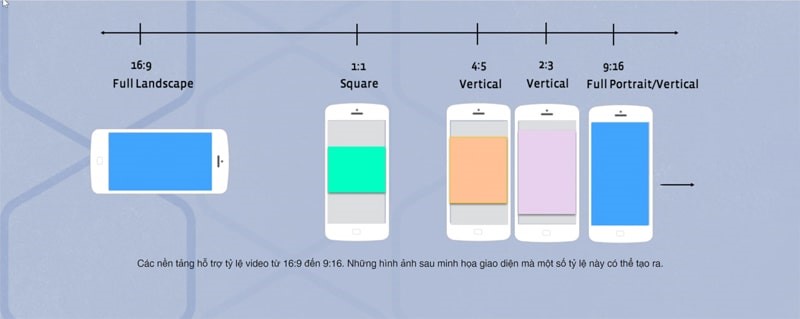 16:9 1:1 4:5 2:3 9:16
Full Landscape Square Vertical Vertical Full Portrait/Vertical
Các nền tảng hỗ trợ tỷ lệ video từ 16:9 đến 9:16. Những hình ảnh sau minh họa giao diện mà một số tỷ lệ này có thể tạo ra.